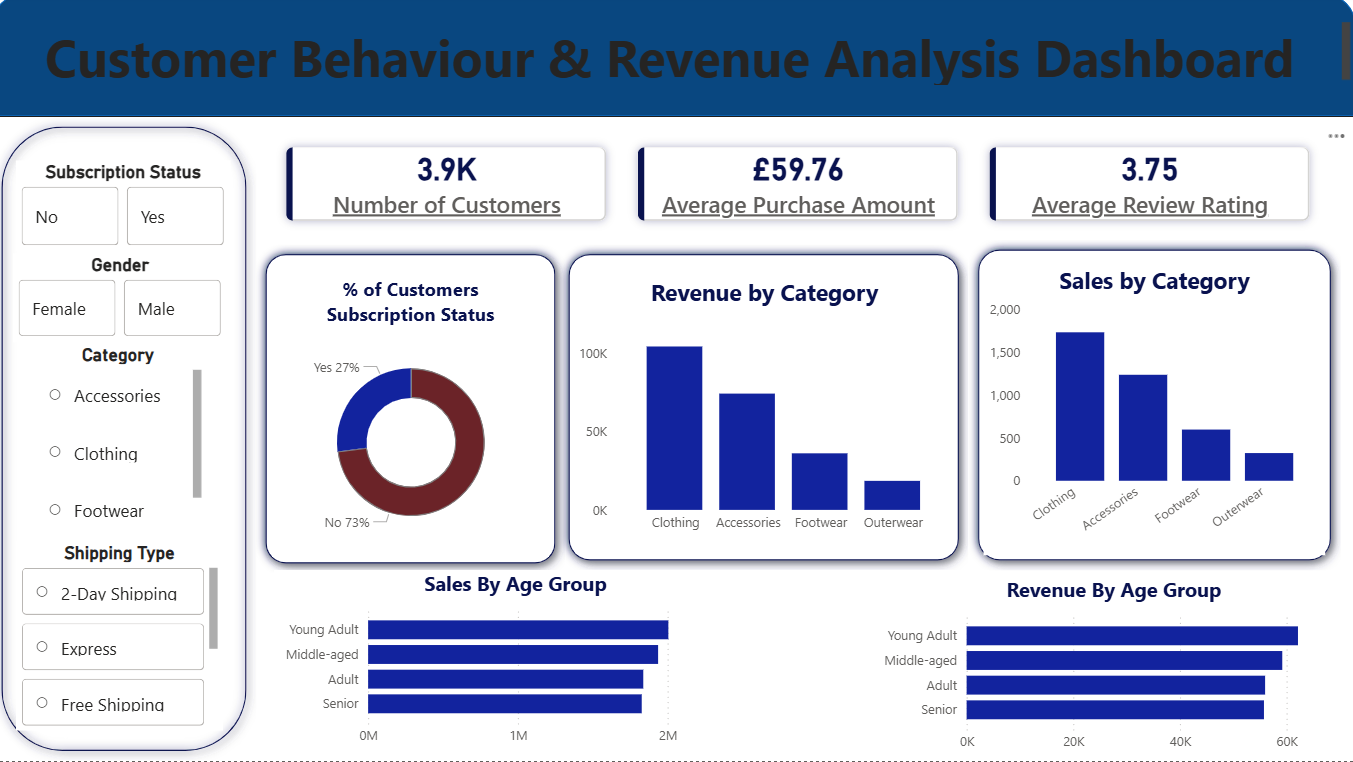 Customer Behaviour & Revenue Analysis Dashboard
Subscription Status
No
Yes
Gender
Female
Male
Category
Accessories
Clothing
Footwear
Shipping Type
2-Day Shipping
Express
Free Shipping
3.9K
Number of Customers
£59.76
Average Purchase Amount
3.75
Average Review Rating
% of Customers
Subscription Status
Yes 27%
No 73%
Revenue by Category
100K
50K
0K
Clothing
Accessories
Footwear
Outerwear
Sales by Category
2,000
1,500
1,000
500
0
Clothing
Accessories
Footwear
Outerwear
Sales By Age Group
Young Adult
Middle-aged
Adult
Senior
0M
1M
2M
Revenue By Age Group
Young Adult
Middle-aged
Adult
Senior
0K
20K
40K
60K